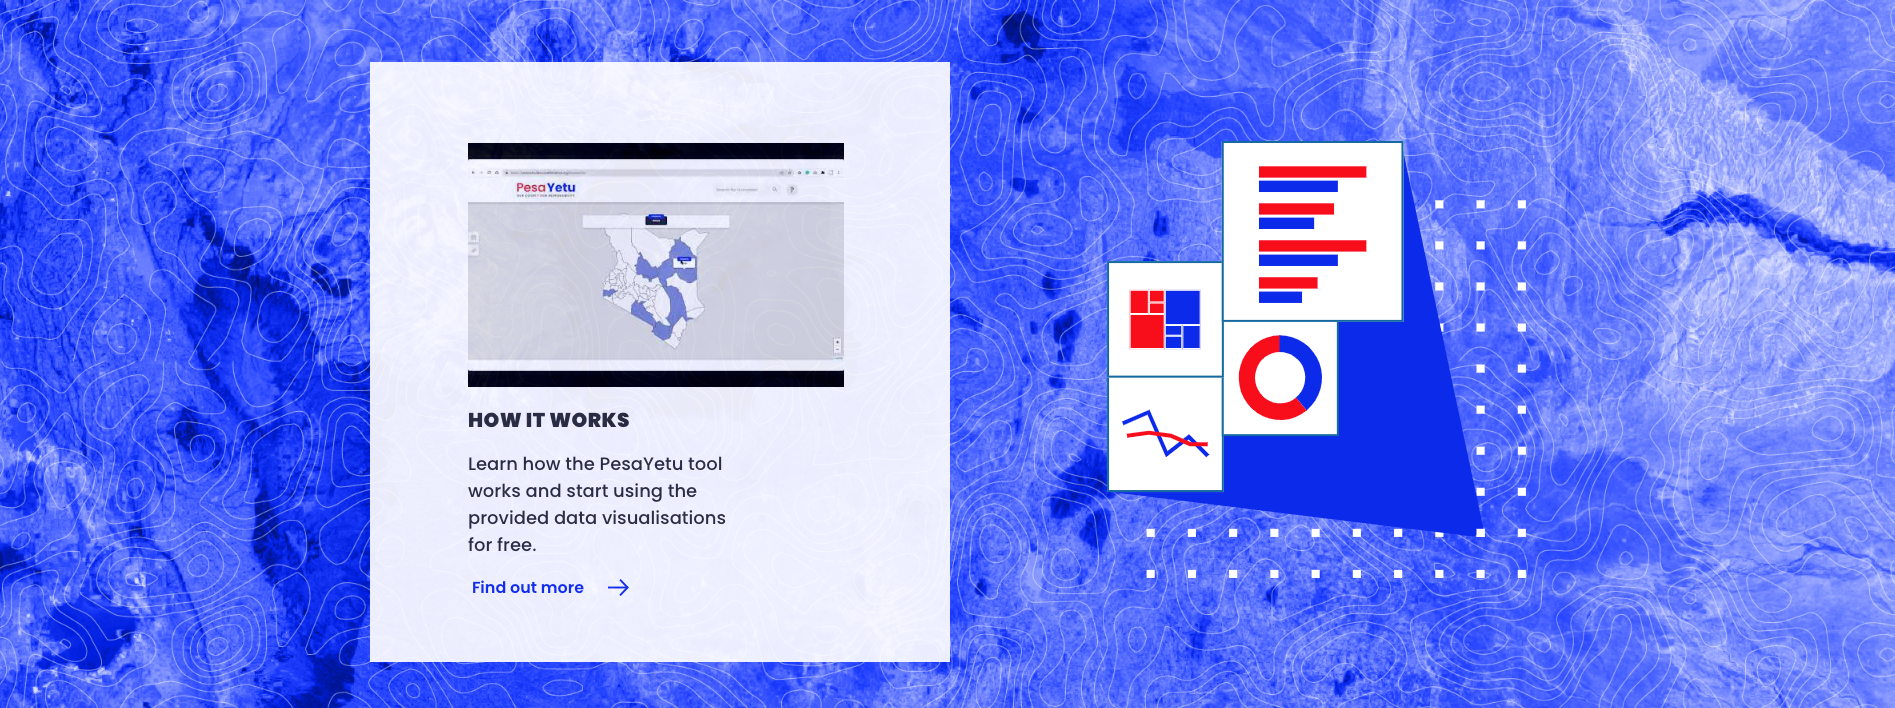 PesaYetu
HOW IT WORKS
Learn how the PesaYetu tool
works and start using the
provided data visualisations
for free.
Find out more